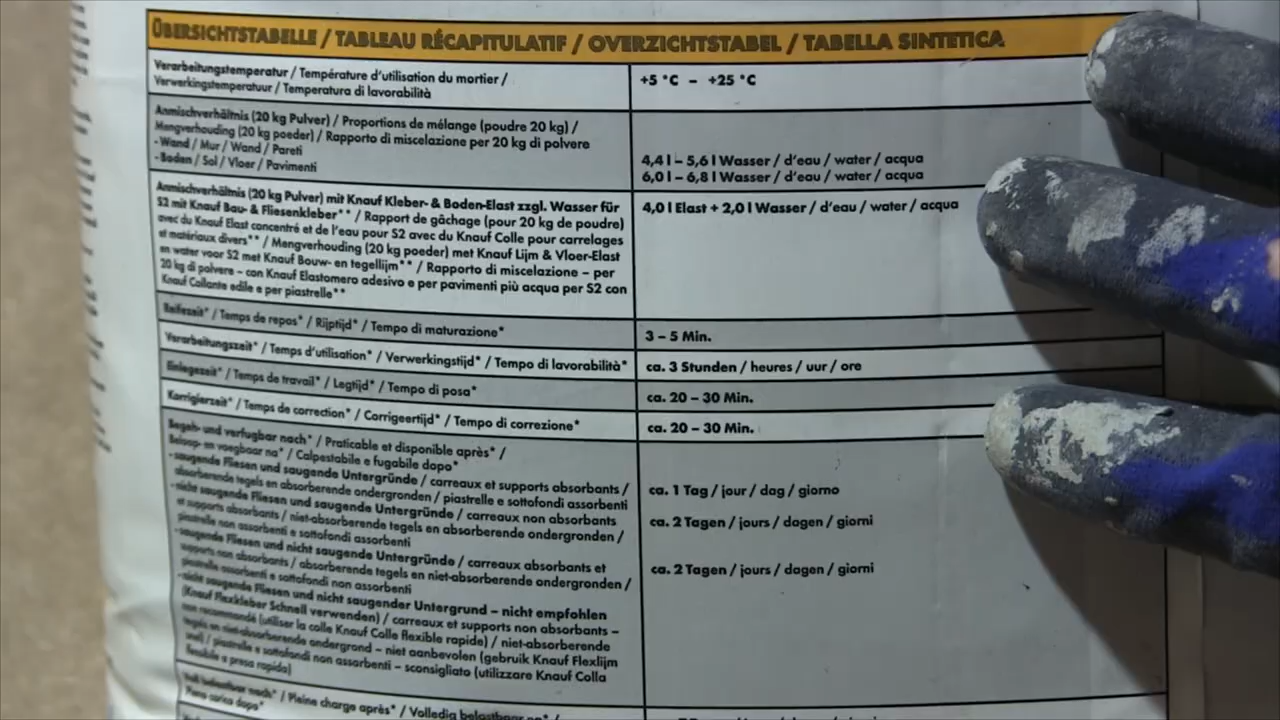 ÜBERSICHTSTABELLE / TABLEAU RÉCAPITULATIF / OVERZICHTSTABEL / TABELLA SINTETICA
Verarbeitungstemperatur / Température d'utilisation du mortier /
Verwerkingstemperatuur / Temperatura di lavorabilità
+5 °C – +25 °C
Anmischverhältnis (20 kg Pulver) / Proportions de mélange (poudre 20 kg) /
Mengverhouding (20 kg poeder) / Rapporto di miscelazione per 20 kg di polvere
- Wand / Mur / Wand / Pareti
- Boden / Sol / Vloer / Pavimenti
4,4 l – 5,6 l Wasser / d'eau / water / acqua
6,0 l – 6,8 l Wasser / d'eau / water / acqua
Anmischverhältnis (20 kg Pulver) mit Knauf Kleber- & Boden-Elast zzgl. Wasser für
S2 mit Knauf Bau- & Fliesenkleber** / Rapport de gâchage (pour 20 kg de poudre)
avec du Knauf Elast concentré et de l'eau pour S2 avec du Knauf Colle pour carrelages
et matériaux divers** / Mengverhouding (20 kg poeder) met Knauf Lijm & Vloer-Elast
en water voor S2 met Knauf Bouw- en tegellijm** / Rapporto di miscelazione – per
20 kg di polvere – con Knauf Elastomero adesivo e per pavimenti più acqua per S2 con
Knauf Collante edile e per piastrelle**
4,0 l Elast + 2,0 l Wasser / d'eau / water / acqua
Reifezeit* / Temps de repos* / Rijptijd* / Tempo di maturazione*
3 – 5 Min.
Verarbeitungszeit* / Temps d'utilisation* / Verwerkingstijd* / Tempo di lavorabilità*
ca. 3 Stunden / heures / uur / ore
Einlegezeit* / Temps de travail* / Legtijd* / Tempo di posa*
ca. 20 – 30 Min.
Korrigierzeit* / Temps de correction* / Corrigeertijd* / Tempo di correzione*
ca. 20 – 30 Min.
Begeh- und verfugbar nach* / Praticable et disponible après* /
Beloop- en voegbaar na* / Calpestabile e fugabile dopo*
- saugende Fliesen und saugende Untergründe / carreaux et supports absorbants /
absorberende tegels en absorberende ondergronden / piastrelle e sottofondi assorbenti
ca. 1 Tag / jour / dag / giorno
- nicht saugende Fliesen und saugende Untergründe / carreaux non absorbants
et supports absorbants / niet-absorberende tegels en absorberende ondergronden /
piastrelle non assorbenti e sottofondi assorbenti
ca. 2 Tagen / jours / dagen / giorni
- saugende Fliesen und nicht saugende Untergründe / carreaux absorbants et
supports non absorbants / absorberende tegels en niet-absorberende ondergronden /
piastrelle assorbenti e sottofondi non assorbenti
ca. 2 Tagen / jours / dagen / giorni
- nicht saugende Fliesen und nicht saugender Untergrund – nicht empfohlen
(Knauf Flexkleber Schnell verwenden) / carreaux et supports non absorbants –
non recommandé (utiliser la colle Knauf Colle flexible rapide) / niet-absorberende
tegels en niet-absorberende ondergrond – niet aanbevolen (gebruik Knauf Flexlijm
snel) / piastrelle e sottofondi non assorbenti – sconsigliato (utilizzare Knauf Colla
flessibile a presa rapida)
Voll belastbar nach* / Pleine charge après* / Volledig belastbaar na* /
Piena carica dopo*